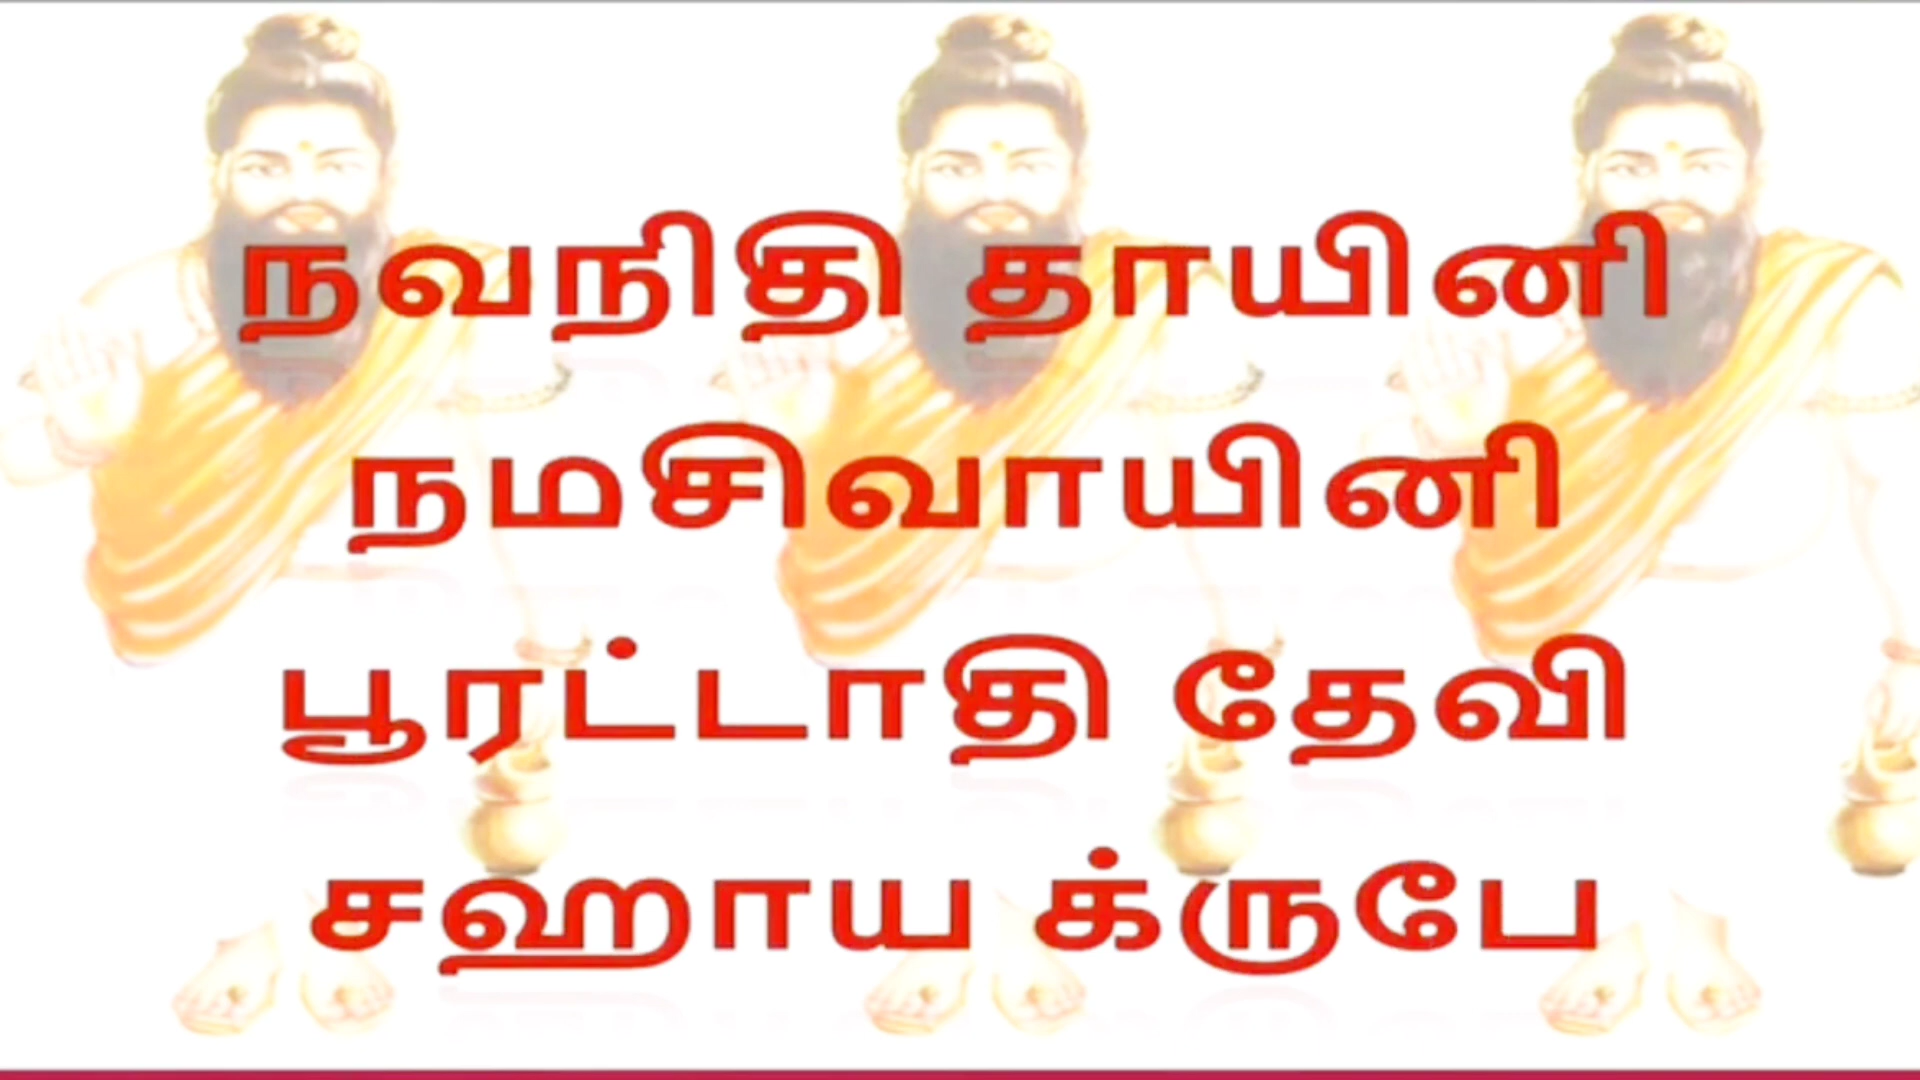 நவநிதி தாயினி
நமசிவாயினி
பூரட்டாதி தேவி
சஹாய க்ருபே